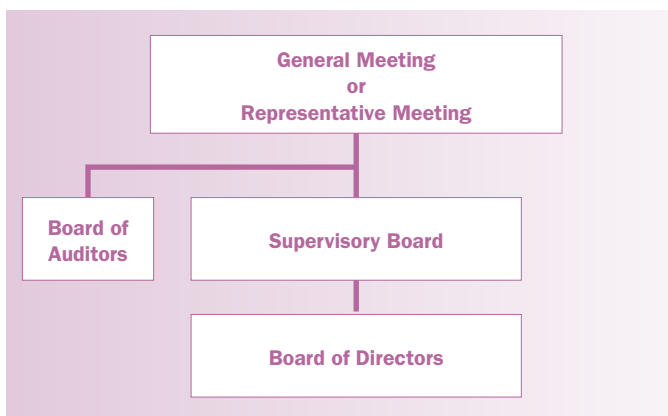 General Meeting
or
Representative Meeting
Board of
Auditors
Supervisory Board
Board of Directors